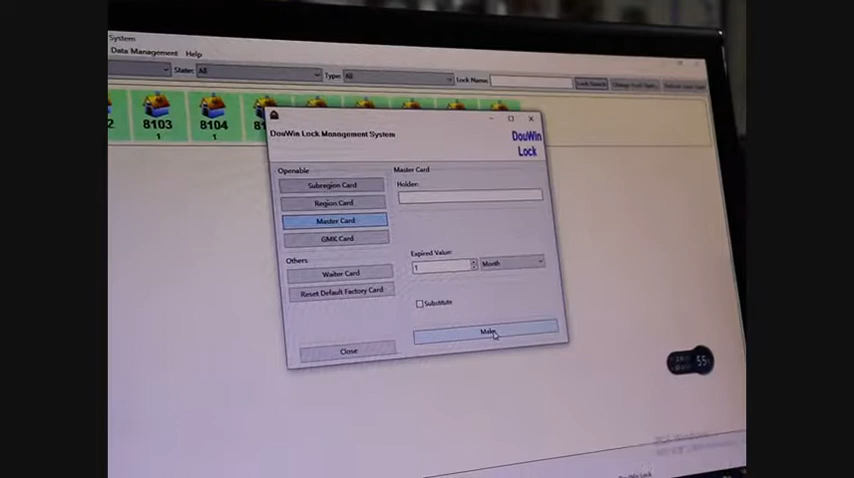 System
Data Management Help
State: All Type: All Lock Name:
2 8103 8104
1 1
DouWin Lock Management System
DouWin
Lock
Openable
Subregion Card
Region Card
Master Card
GMK Card
Others
Waiter Card
Reset Default Factory Card
Close
Master Card
Holder:
Expired Value:
1 Month
Substitute
Make
55